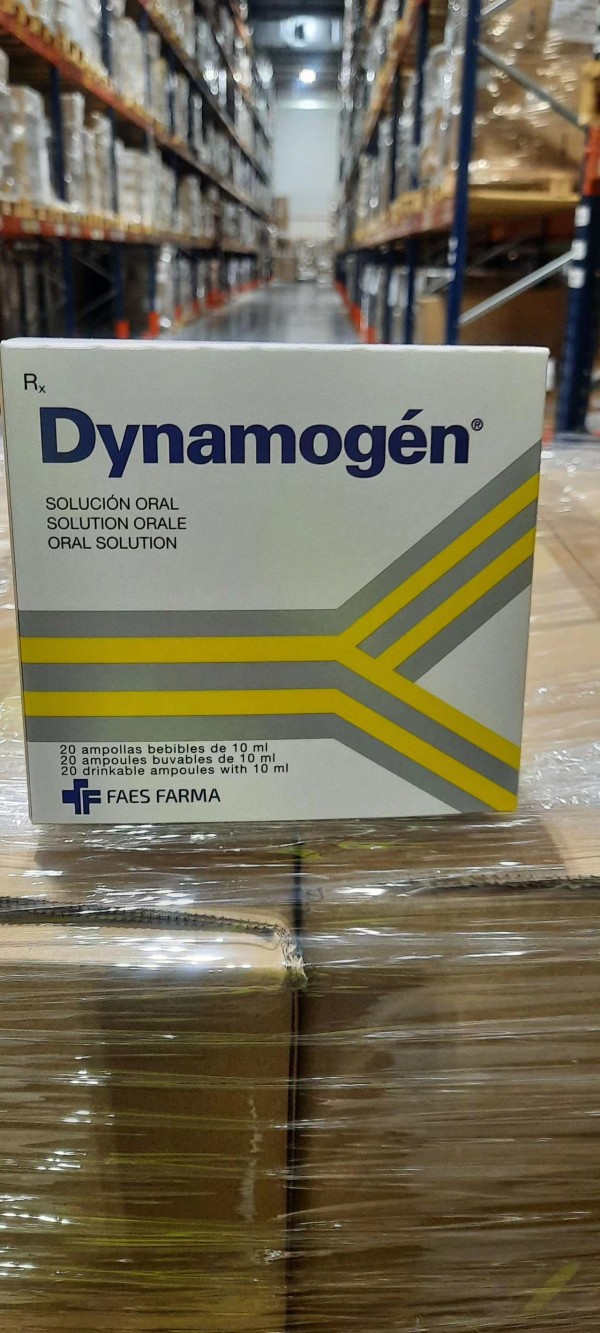 Rx
Dynamogén®
SOLUCIÓN ORAL
SOLUTION ORALE
ORAL SOLUTION
20 ampollas bebibles de 10 ml
20 ampoules buvables de 10 ml
20 drinkable ampoules with 10 ml
FAES FARMA